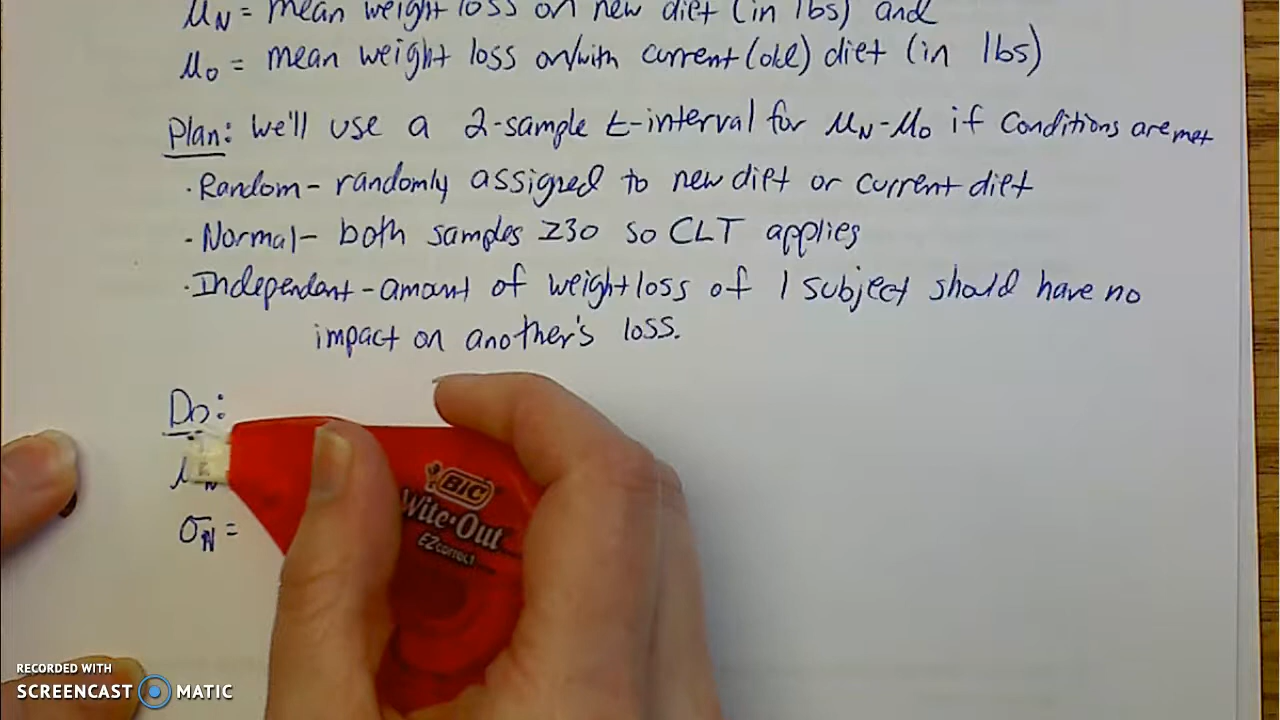 μN = mean weight loss on new diet (in lbs) and
μo = mean weight loss on/with current (old) diet (in lbs)
Plan: We'll use a 2-sample t-interval for μN-μo if conditions are met
· Random - randomly assigned to new diet or current diet
· Normal - both samples ≥30 so CLT applies
· Independent - amount of weight loss of 1 subject should have no
impact on another's loss.
Do:
μN
σN =
BIC
Wite·Out
EZcorrect
RECORDED WITH
SCREENCAST MATIC